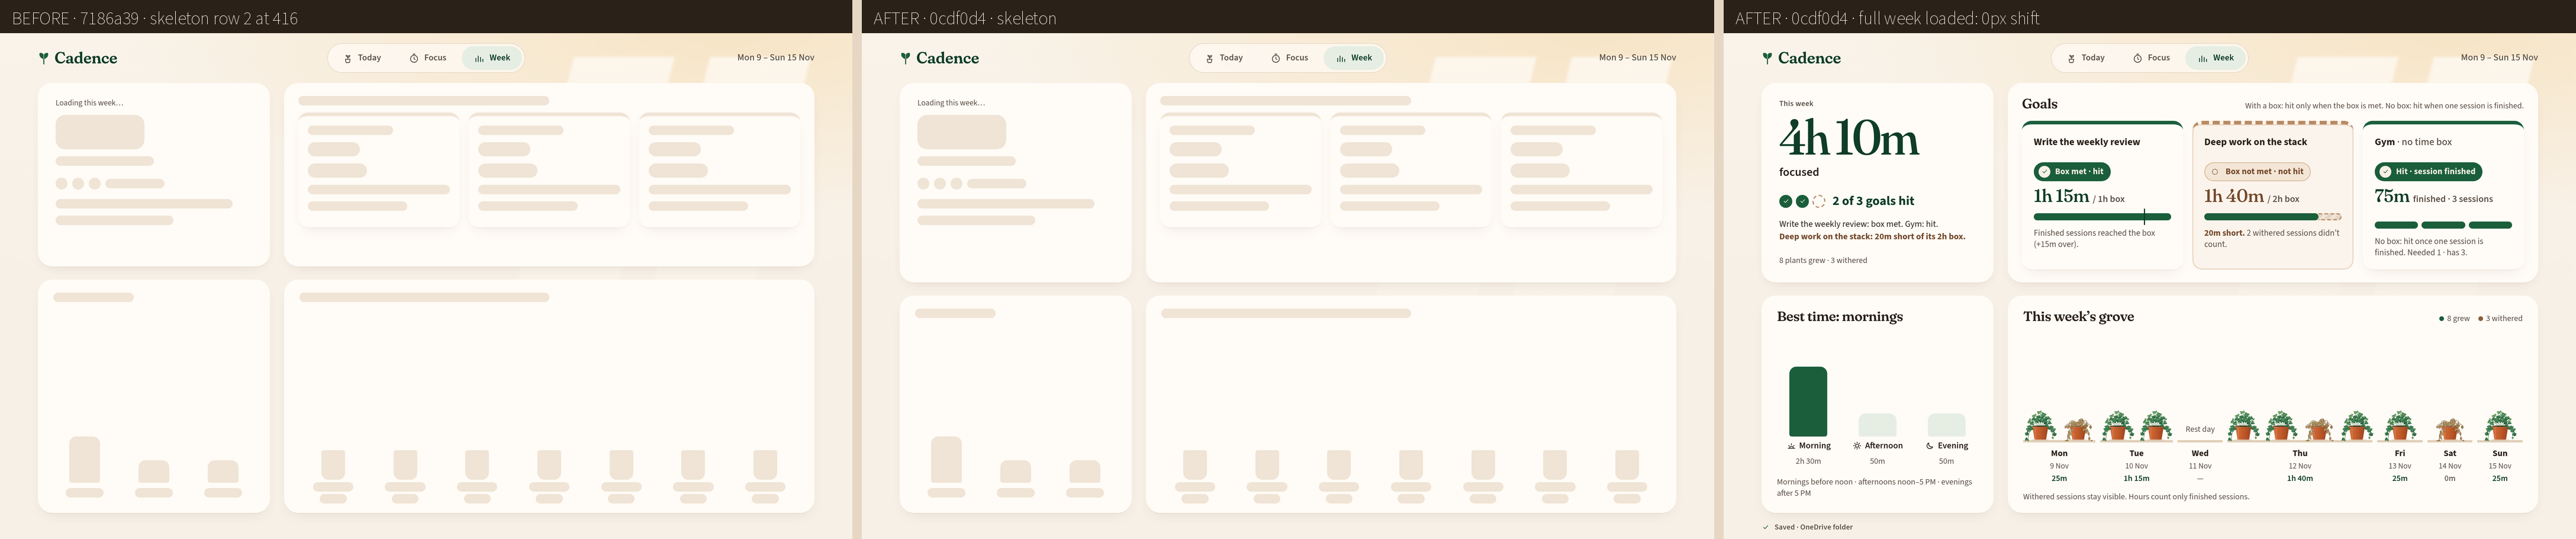 BEFORE · 7186a39 · skeleton row 2 at 416
Cadence
Today
Focus
Week
Mon 9 – Sun 15 Nov
Loading this week…
AFTER · 0cdf0d4 · skeleton
Cadence
Today
Focus
Week
Mon 9 – Sun 15 Nov
Loading this week…
AFTER · 0cdf0d4 · full week loaded: 0px shift
Cadence
Today
Focus
Week
Mon 9 – Sun 15 Nov
This week
4h 10m
focused
2 of 3 goals hit
Write the weekly review: box met. Gym: hit.
Deep work on the stack: 20m short of its 2h box.
8 plants grew · 3 withered
Goals
With a box: hit only when the box is met. No box: hit when one session is finished.
Write the weekly review
Box met · hit
1h 15m / 1h box
Finished sessions reached the box
(+15m over).
Deep work on the stack
Box not met · not hit
1h 40m / 2h box
20m short. 2 withered sessions didn't
count.
Gym · no time box
Hit · session finished
75m finished · 3 sessions
No box: hit once one session is
finished. Needed 1 · has 3.
Best time: mornings
Morning
2h 30m
Afternoon
50m
Evening
50m
Mornings before noon · afternoons noon–5 PM · evenings
after 5 PM
This week's grove
8 grew
3 withered
Rest day
Mon
9 Nov
25m
Tue
10 Nov
1h 15m
Wed
11 Nov
—
Thu
12 Nov
1h 40m
Fri
13 Nov
25m
Sat
14 Nov
0m
Sun
15 Nov
25m
Withered sessions stay visible. Hours count only finished sessions.
Saved · OneDrive folder